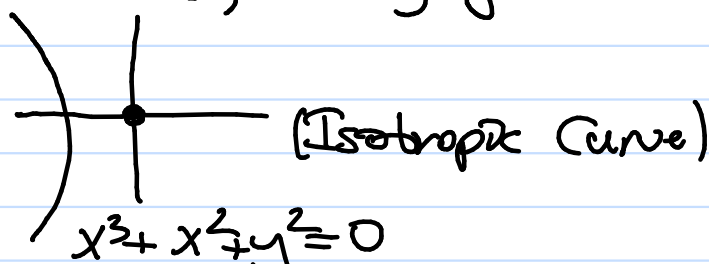 (Isotropic Curve)
x³ + x² + y² = 0